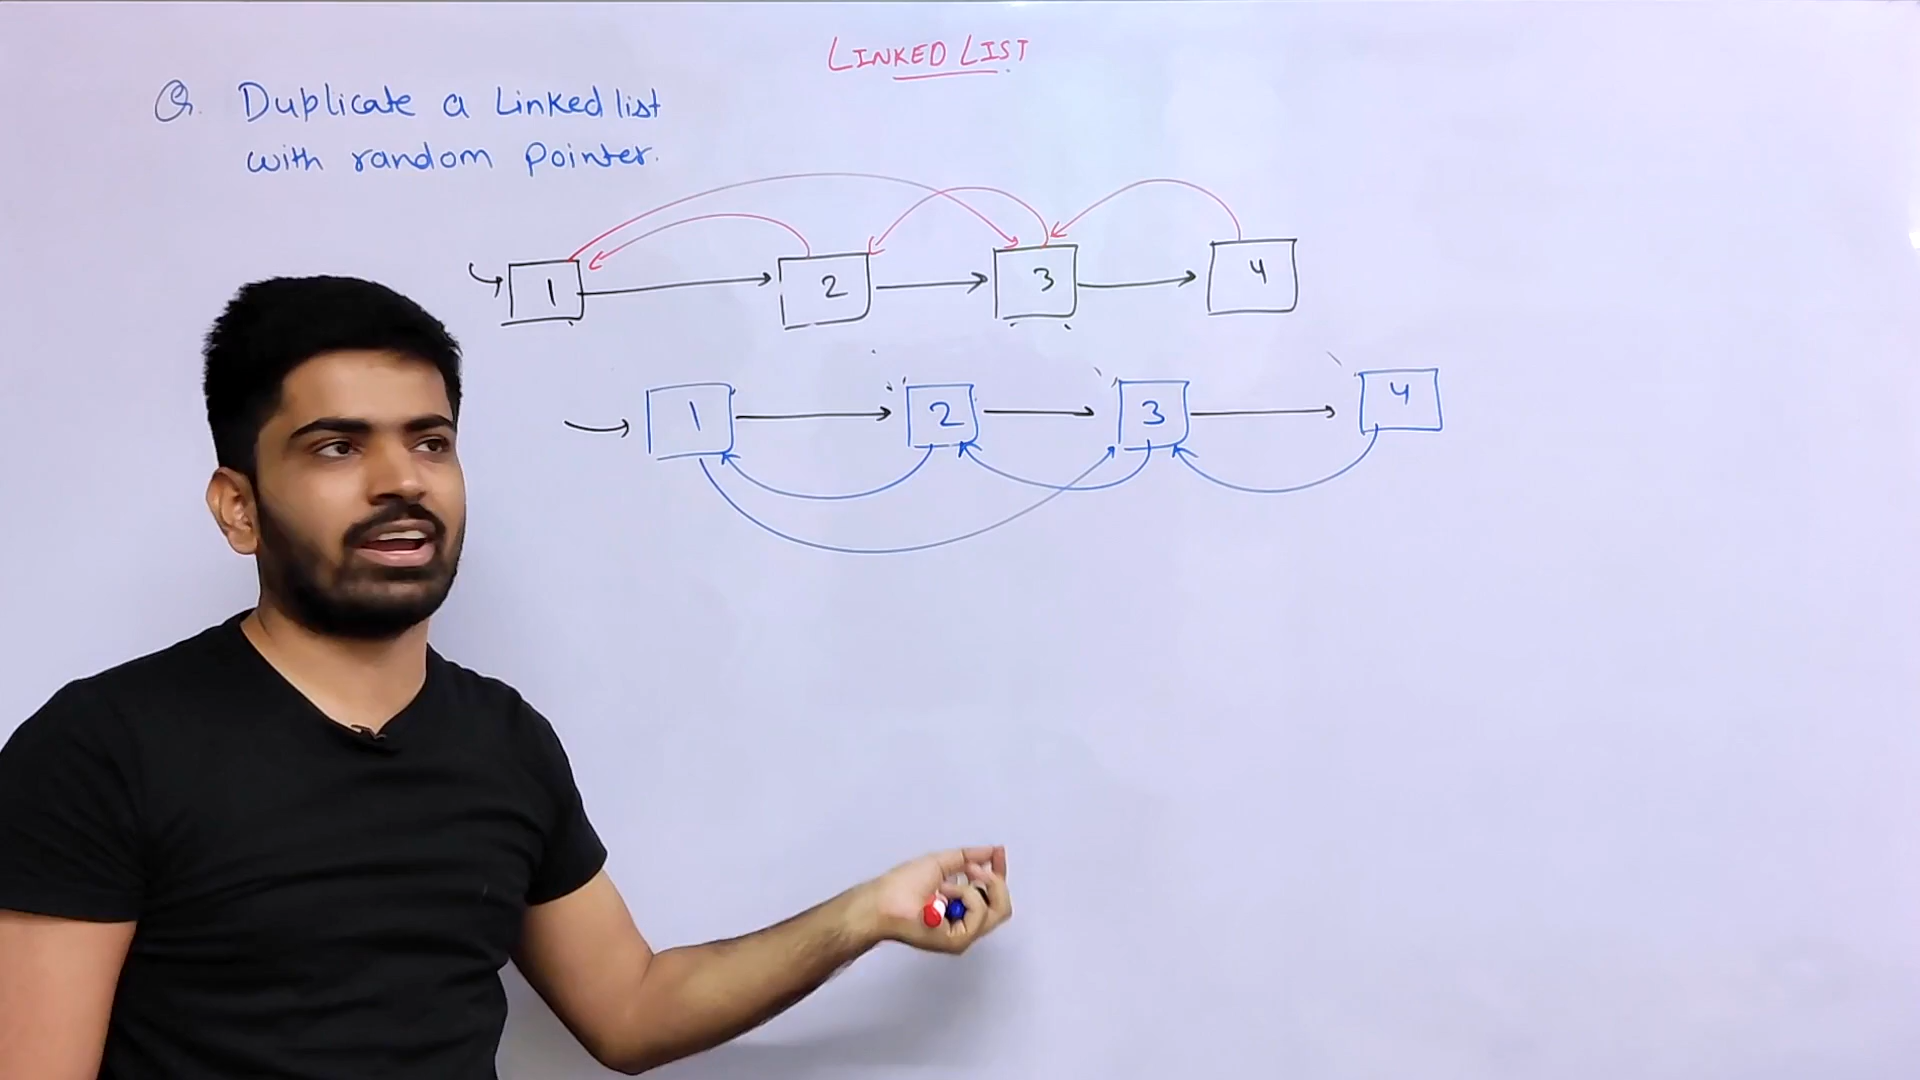 LINKED LIST
Q. Duplicate a Linked list
with random pointer.
1 2 3 4
1 2 3 4